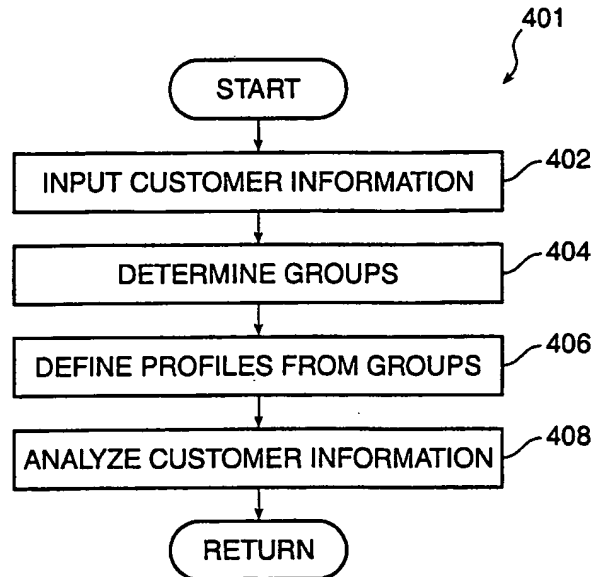 401
START
INPUT CUSTOMER INFORMATION
402
DETERMINE GROUPS
404
DEFINE PROFILES FROM GROUPS
406
ANALYZE CUSTOMER INFORMATION
408
RETURN